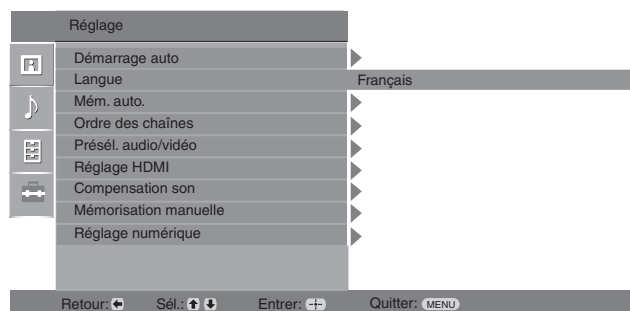 Réglage
Démarrage auto
Langue Français
Mém. auto.
Ordre des chaînes
Présél. audio/vidéo
Réglage HDMI
Compensation son
Mémorisation manuelle
Réglage numérique
Retour: Sél.: Entrer: Quitter: MENU